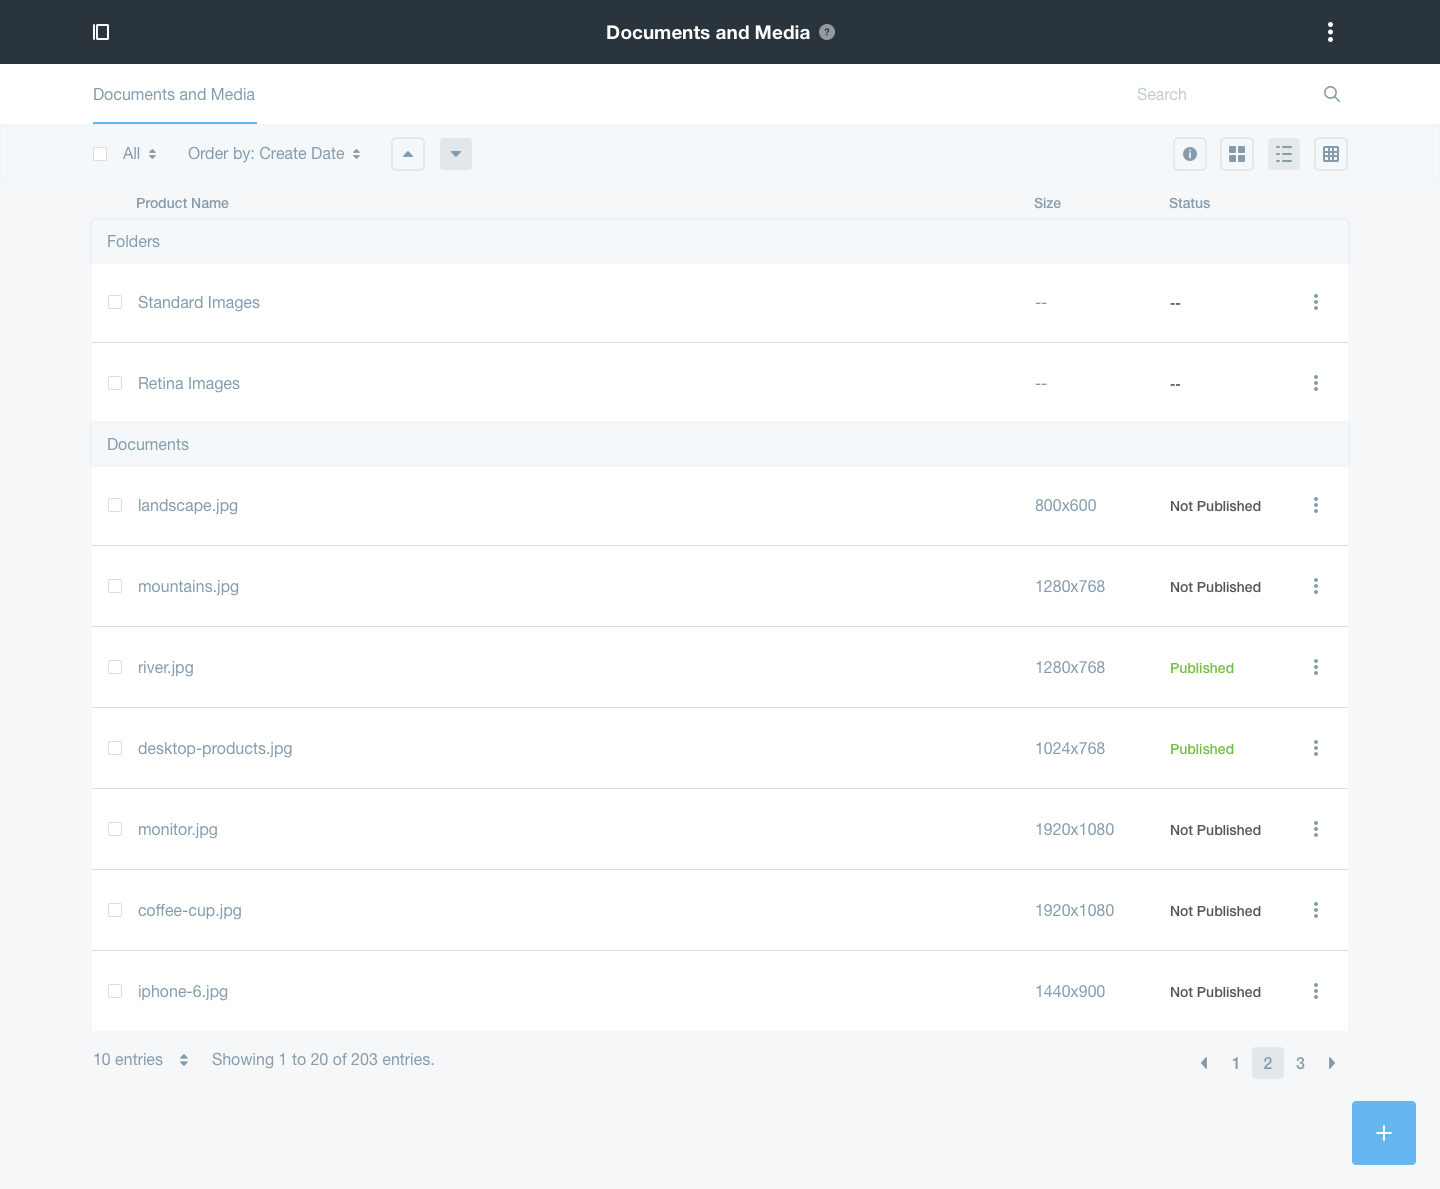 Documents and Media ?
Documents and Media Search
All Order by: Create Date
Product Name Size Status
Folders
Standard Images -- --
Retina Images -- --
Documents
landscape.jpg 800x600 Not Published
mountains.jpg 1280x768 Not Published
river.jpg 1280x768 Published
desktop-products.jpg 1024x768 Published
monitor.jpg 1920x1080 Not Published
coffee-cup.jpg 1920x1080 Not Published
iphone-6.jpg 1440x900 Not Published
10 entries Showing 1 to 20 of 203 entries. 1 2 3